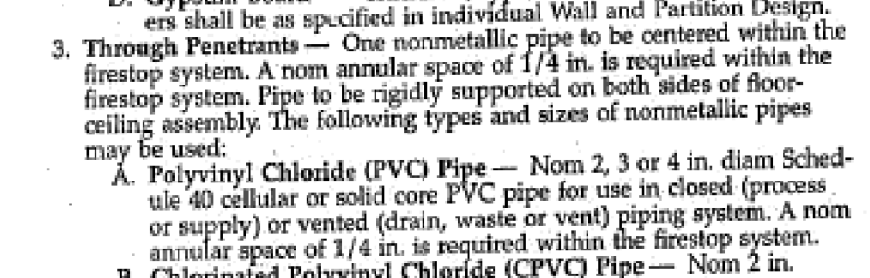 ers shall be as specified in individual Wall and Partition Design.
3. Through Penetrants — One nonmetallic pipe to be centered within the
firestop system. A nom annular space of 1/4 in. is required within the
firestop system. Pipe to be rigidly supported on both sides of floor-
ceiling assembly. The following types and sizes of nonmetallic pipes
may be used:
A. Polyvinyl Chloride (PVC) Pipe — Nom 2, 3 or 4 in. diam Sched-
ule 40 cellular or solid core PVC pipe for use in closed (process
or supply) or vented (drain, waste or vent) piping system. A nom
annular space of 1/4 in. is required within the firestop system.
B. Chlorinated Polyvinyl Chloride (CPVC) Pipe — Nom 2 in.